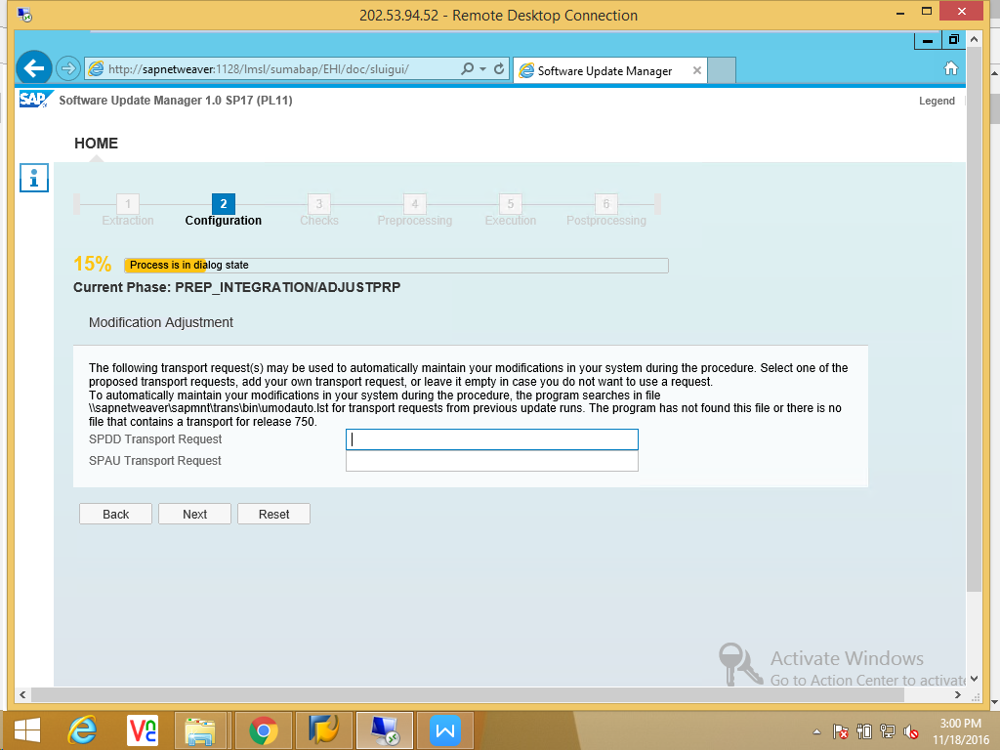 202.53.94.52 - Remote Desktop Connection
http://sapnetweaver:1128/lmsl/sumabap/EHI/doc/sluigui/
Software Update Manager
SAP
Software Update Manager 1.0 SP17 (PL11)
Legend
HOME
1
2
3
4
5
6
Extraction
Configuration
Checks
Preprocessing
Execution
Postprocessing
15%
Process is in dialog state
Current Phase: PREP_INTEGRATION/ADJUSTPRP
Modification Adjustment
The following transport request(s) may be used to automatically maintain your modifications in your system during the procedure. Select one of the
proposed transport requests, add your own transport request, or leave it empty in case you do not want to use a request.
To automatically maintain your modifications in your system during the procedure, the program searches in file
\\sapnetweaver\sapmnt\trans\bin\umodauto.lst for transport requests from previous update runs. The program has not found this file or there is no
file that contains a transport for release 750.
SPDD Transport Request
SPAU Transport Request
Back
Next
Reset
Activate Windows
Go to Action Center to activate
3:00 PM
11/18/2016